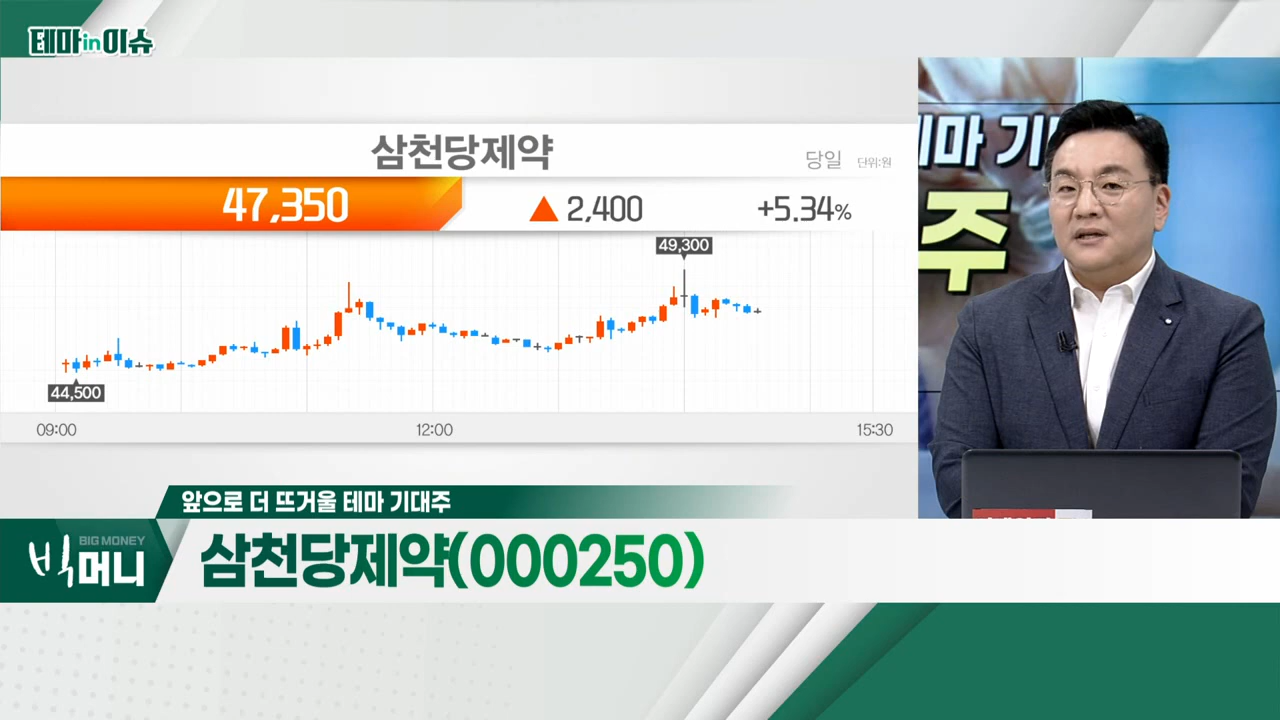 테마in이슈
삼천당제약
당일 단위:원
47,350 ▲ 2,400 +5.34%
49,300
44,500
09:00 12:00 15:30
테마 기
주
앞으로 더 뜨거울 테마 기대주
BIG MONEY
빅머니
삼천당제약(000250)